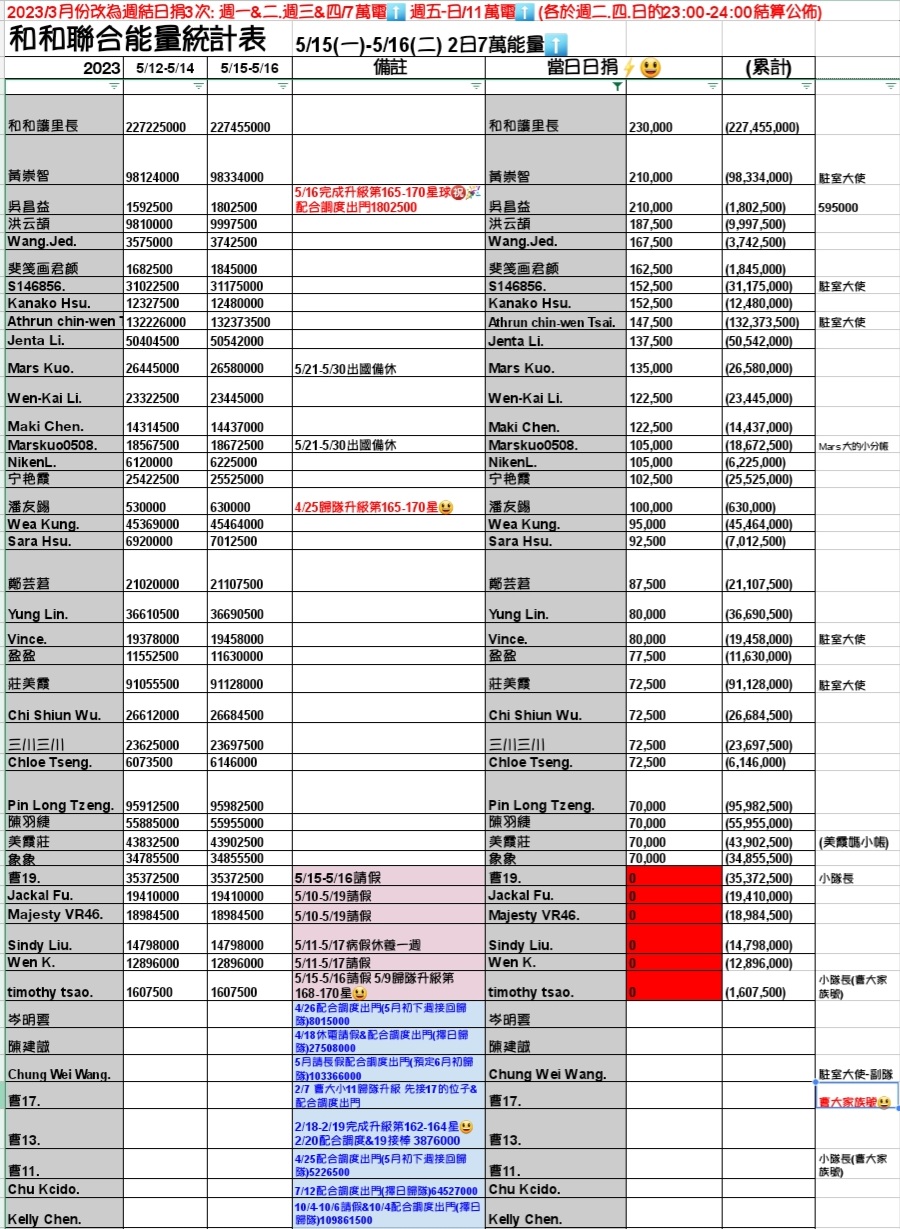 2023/3月份改為週結日捐3次: 週一&二.週三&四/7萬電⬆️ 週五-日/11萬電⬆️ (各於週二.四.日的23:00-24:00結算公佈)
和和聯合能量統計表 5/15(一)-5/16(二) 2日7萬能量⬆️
2023 5/12-5/14 5/15-5/16 備註 當日日捐⚡😃 (累計)
和和護里長 227225000 227455000 和和護里長 230,000 (227,455,000)
黃崇智 98124000 98334000 黃崇智 210,000 (98,334,000) 駐室大使
5/16完成升級第165-170星球㊗️🎉
吳昌益 1592500 1802500 配合調度出門1802500 吳昌益 210,000 (1,802,500) 595000
洪云頡 9810000 9997500 洪云頡 187,500 (9,997,500)
Wang.Jed. 3575000 3742500 Wang.Jed. 167,500 (3,742,500)
斐笺画君颜 1682500 1845000 斐笺画君颜 162,500 (1,845,000)
S146856. 31022500 31175000 S146856. 152,500 (31,175,000) 駐室大使
Kanako Hsu. 12327500 12480000 Kanako Hsu. 152,500 (12,480,000)
Athrun chin-wen T 132226000 132373500 Athrun chin-wen Tsai. 147,500 (132,373,500) 駐室大使
Jenta Li. 50404500 50542000 Jenta Li. 137,500 (50,542,000)
Mars Kuo. 26445000 26580000 5/21-5/30出國備休 Mars Kuo. 135,000 (26,580,000)
Wen-Kai Li. 23322500 23445000 Wen-Kai Li. 122,500 (23,445,000)
Maki Chen. 14314500 14437000 Maki Chen. 122,500 (14,437,000)
Marskuo0508. 18567500 18672500 5/21-5/30出國備休 Marskuo0508. 105,000 (18,672,500) Mars大的小分帳
NikenL. 6120000 6225000 NikenL. 105,000 (6,225,000)
宁艳霞 25422500 25525000 宁艳霞 102,500 (25,525,000)
潘友錫 530000 630000 4/25歸隊升級第165-170星😃 潘友錫 100,000 (630,000)
Wea Kung. 45369000 45464000 Wea Kung. 95,000 (45,464,000)
Sara Hsu. 6920000 7012500 Sara Hsu. 92,500 (7,012,500)
鄭芸莙 21020000 21107500 鄭芸莙 87,500 (21,107,500)
Yung Lin. 36610500 36690500 Yung Lin. 80,000 (36,690,500)
Vince. 19378000 19458000 Vince. 80,000 (19,458,000) 駐室大使
盈盈 11552500 11630000 盈盈 77,500 (11,630,000)
莊美霞 91055500 91128000 莊美霞 72,500 (91,128,000) 駐室大使
Chi Shiun Wu. 26612000 26684500 Chi Shiun Wu. 72,500 (26,684,500)
三川三川 23625000 23697500 三川三川 72,500 (23,697,500)
Chloe Tseng. 6073500 6146000 Chloe Tseng. 72,500 (6,146,000)
Pin Long Tzeng. 95912500 95982500 Pin Long Tzeng. 70,000 (95,982,500)
陳羽緁 55885000 55955000 陳羽緁 70,000 (55,955,000)
美霞莊 43832500 43902500 美霞莊 70,000 (43,902,500) (美霞媽小帳)
象象 34785500 34855500 象象 70,000 (34,855,500)
曹19. 35372500 35372500 5/15-5/16請假 曹19. 0 (35,372,500) 小隊長
Jackal Fu. 19410000 19410000 5/10-5/19請假 Jackal Fu. 0 (19,410,000)
Majesty VR46. 18984500 18984500 5/10-5/19請假 Majesty VR46. 0 (18,984,500)
Sindy Liu. 14798000 14798000 5/11-5/17病假休養一週 Sindy Liu. 0 (14,798,000)
Wen K. 12896000 12896000 5/11-5/17請假 Wen K. 0 (12,896,000)
5/15-5/16請假 5/9歸隊升級第 小隊長(曹大家
timothy tsao. 1607500 1607500 168-170星😃 timothy tsao. 0 (1,607,500) 族號)
4/26配合調度出門(5月初下週接回歸
岑明雲 隊)8015000 岑明雲
4/18休電請假&配合調度出門(擇日歸
陳建誠 隊)27508000 陳建誠
5月請長假配合調度出門(預定6月初歸
Chung Wei Wang. 隊)103366000 Chung Wei Wang. 駐室大使-副隊
2/7 曹大小11歸隊升級 先接17的位子&
曹17. 配合調度出門 曹17. 曹大家族號😃
2/18-2/19完成升級第162-164星😃
曹13. 2/20配合調度&19接棒 3876000 曹13.
4/25配合調度出門(5月初下週接回歸 小隊長(曹大家
曹11. 隊)5226500 曹11. 族號)
Chu Kcido. 7/12配合調度出門(擇日歸隊)64527000 Chu Kcido.
10/4-10/6請假&10/4配合調度出門(擇日
Kelly Chen. 歸隊)109861500 Kelly Chen.